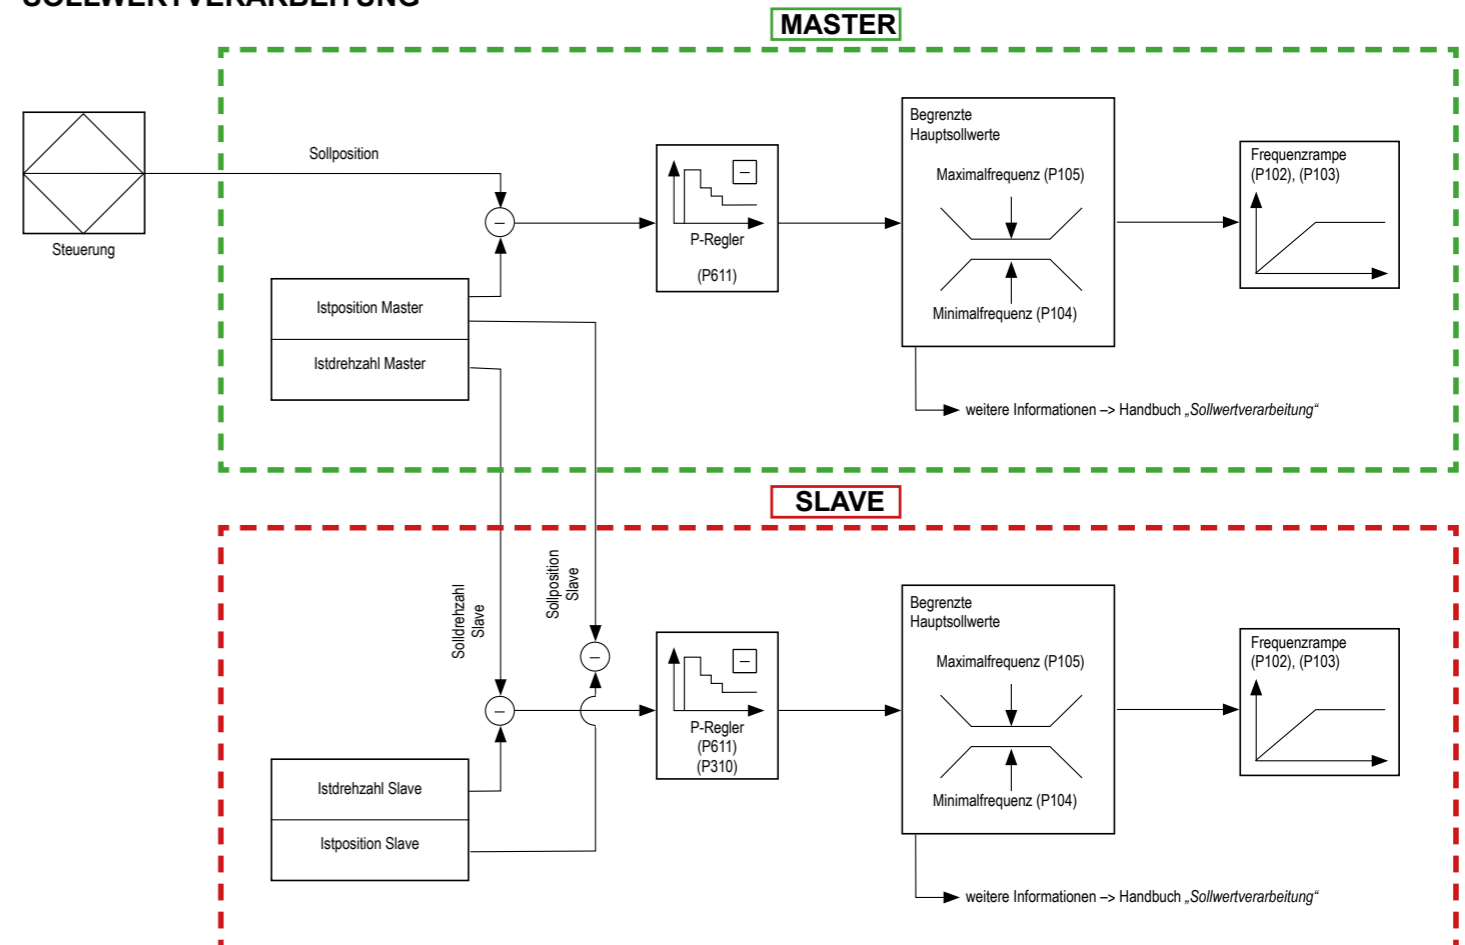 SOLLWERTVERARBEITUNG
MASTER
Steuerung
Sollposition
Istposition Master
Istdrehzahl Master
P-Regler
(P611)
Begrenzte
Hauptsollwerte
Maximalfrequenz (P105)
Minimalfrequenz (P104)
Frequenzrampe
(P102), (P103)
weitere Informationen –> Handbuch „Sollwertverarbeitung“
SLAVE
Solldrehzahl
Slave
Sollposition
Slave
Istdrehzahl Slave
Istposition Slave
P-Regler
(P611)
(P310)
Begrenzte
Hauptsollwerte
Maximalfrequenz (P105)
Minimalfrequenz (P104)
Frequenzrampe
(P102), (P103)
weitere Informationen –> Handbuch „Sollwertverarbeitung“